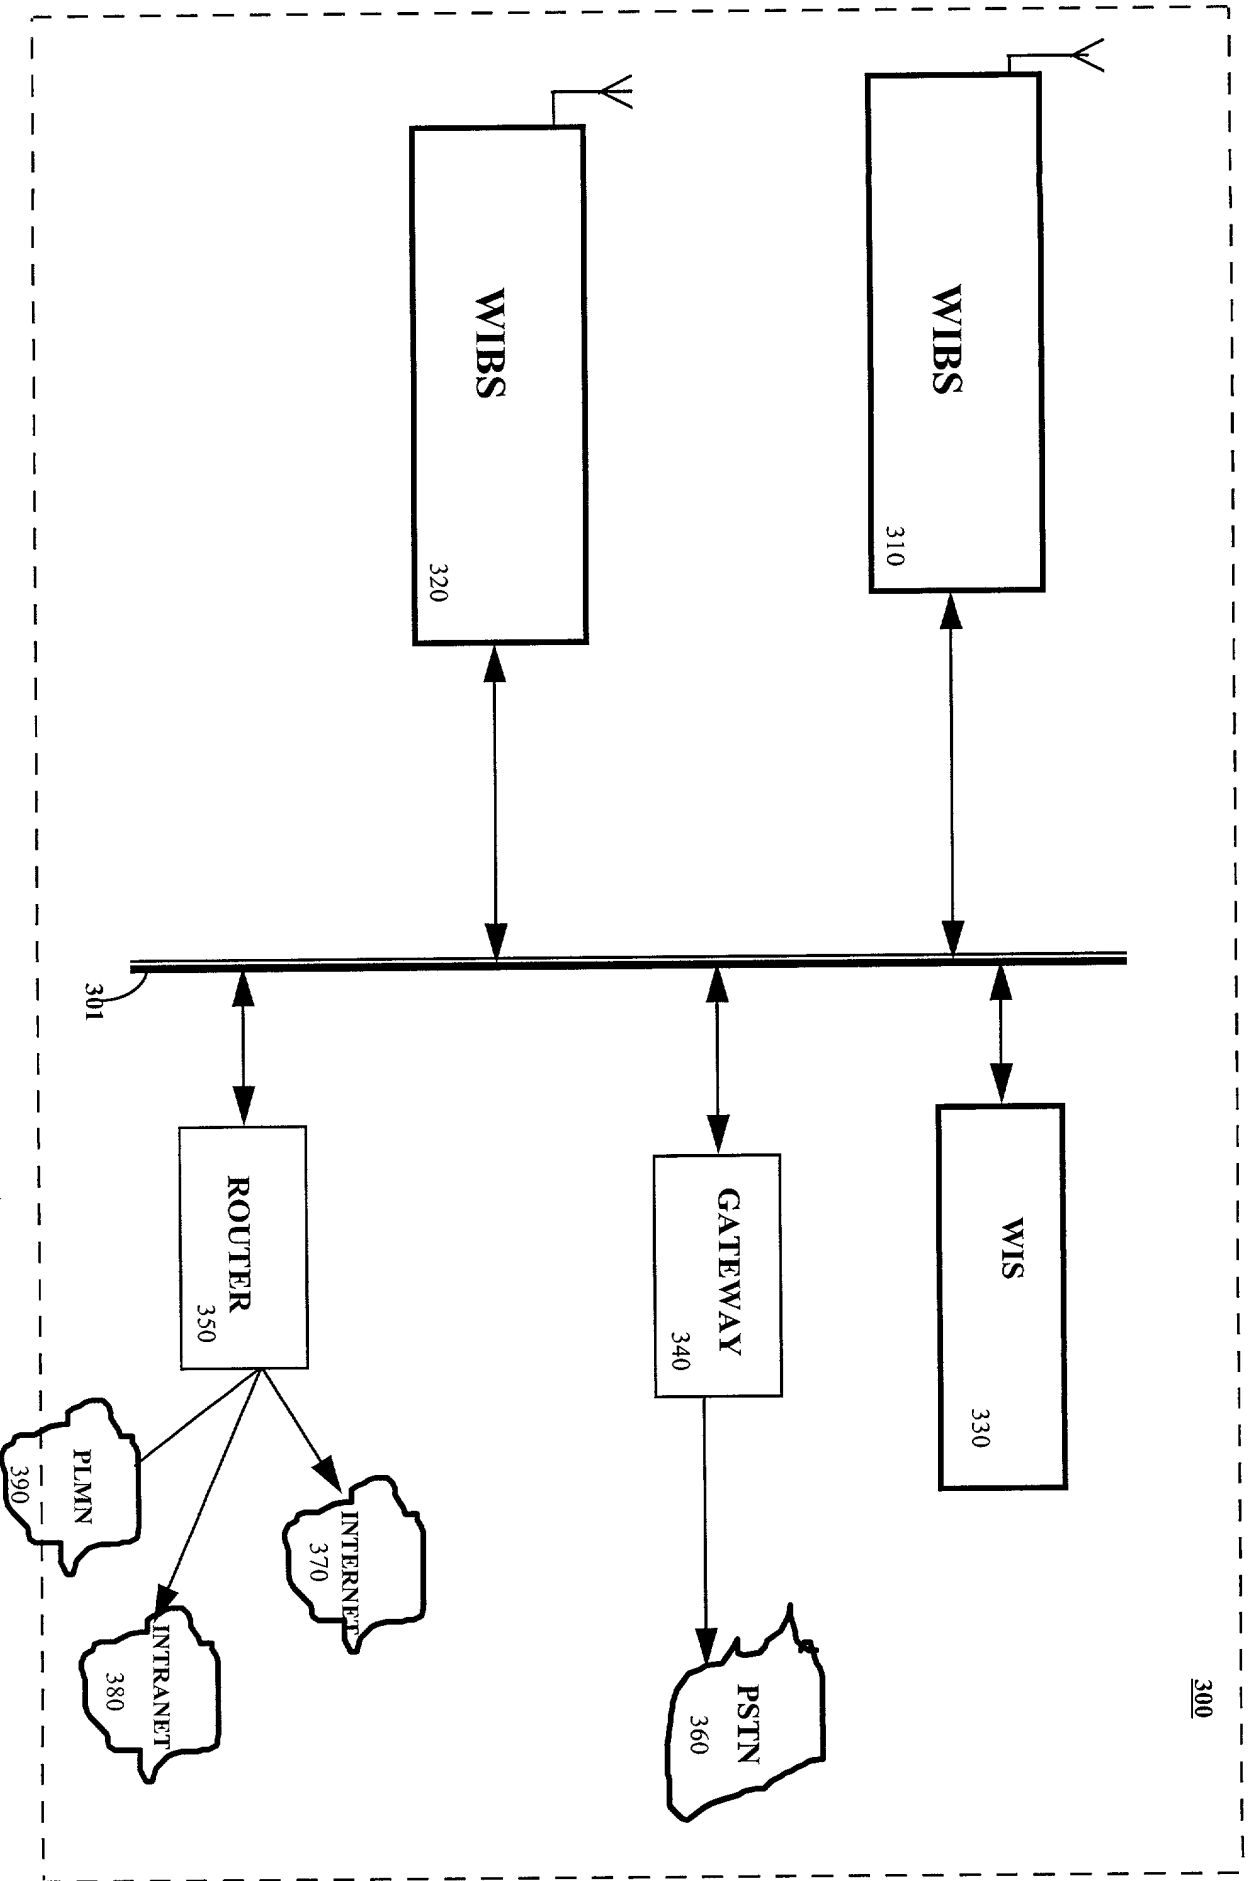 300
WIBS
310
WIS
330
WIBS
320
GATEWAY
340
PSTN
360
301
ROUTER
350
INTERNET
370
INTRANET
380
PLMN
390